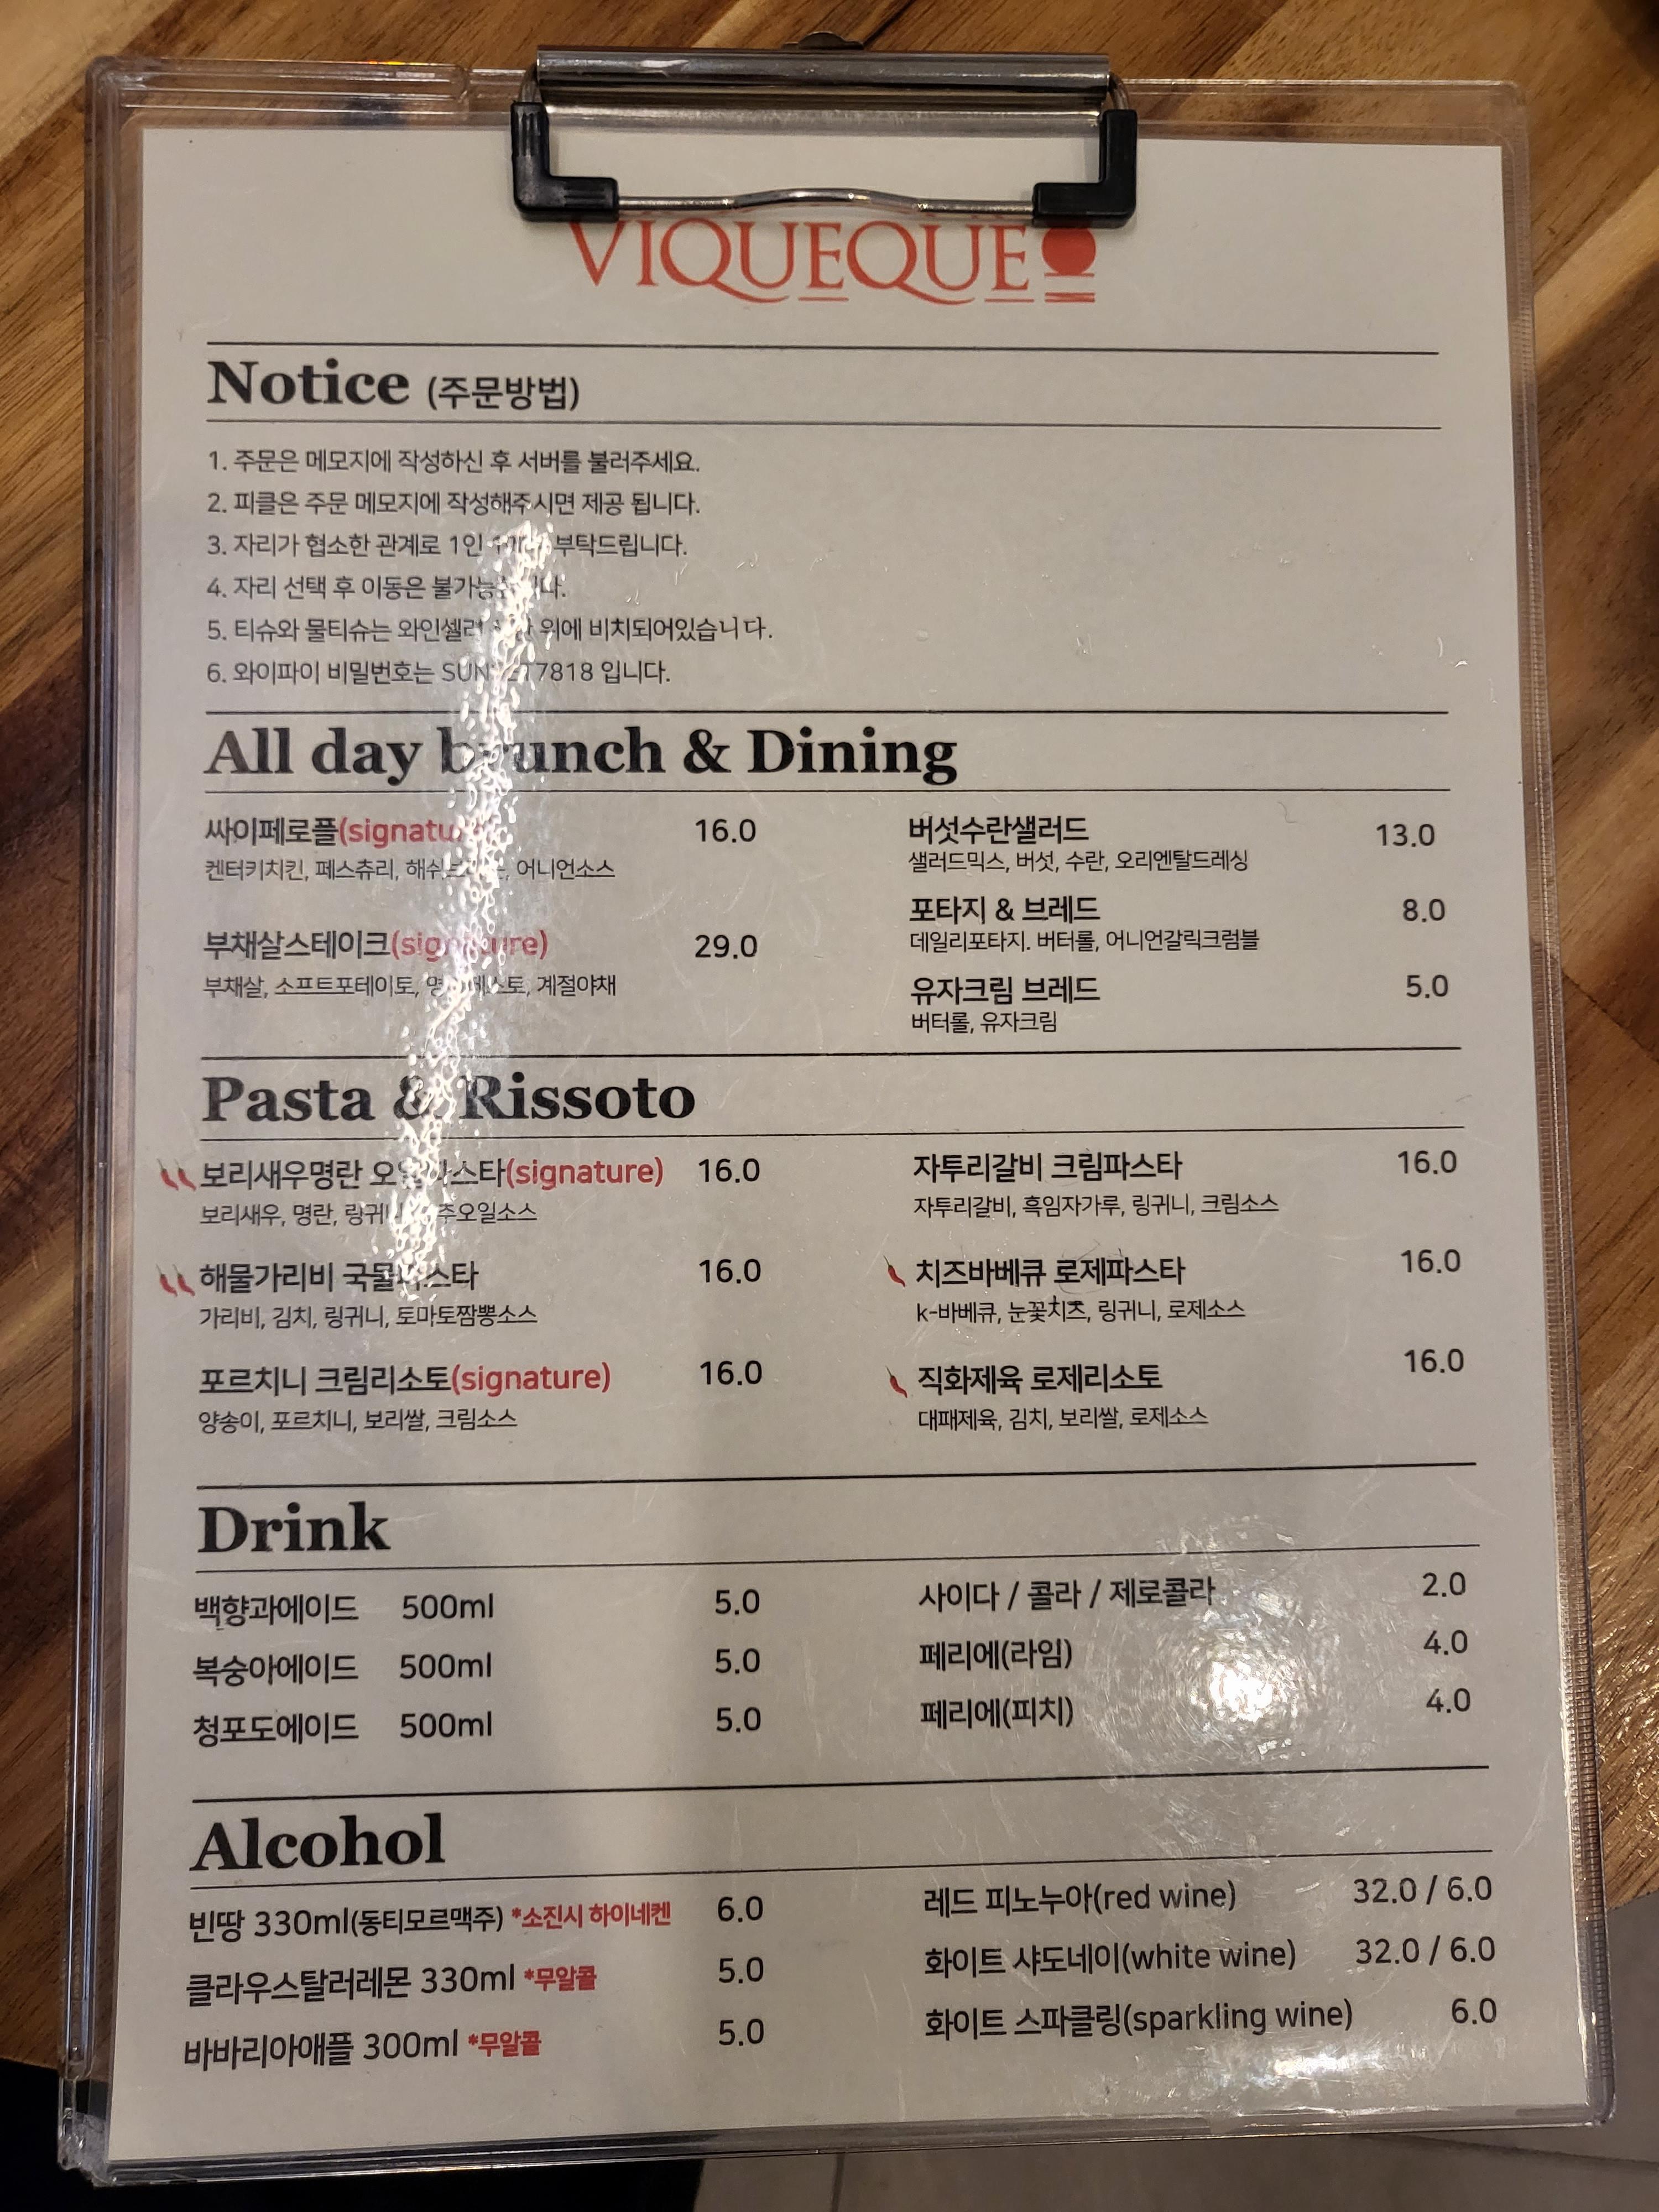 VIQUEQUE
Notice (주문방법)
1. 주문은 메모지에 작성하신 후 서버를 불러주세요.
2. 피클은 주문 메모지에 작성해주시면 제공 됩니다.
3. 자리가 협소한 관계로 1인 부탁드립니다.
4. 자리 선택 후 이동은
5. 티슈와 물티슈는 와인셀러 위에 비치되어있습니다.
6. 와이파이 비밀번호는 입니다.
All day brunch & Dining
싸이페로플(signature) 16.0
켄터키치킨, 페스츄리, 어니언소스
부채살스테이크(signature) 29.0
부채살, 소프트포테이토, 계절야채
버섯수란샐러드 13.0
샐러드믹스, 버섯, 수란, 오리엔탈드레싱
포타지 & 브레드 8.0
데일리포타지. 버터롤, 어니언갈릭크럼블
유자크림 브레드 5.0
버터롤, 유자크림
Pasta & Rissoto
보리새우명란 오일파스타(signature) 16.0
보리새우, 명란, 링귀니,
해물가리비 국물파스타 16.0
가리비, 김치, 링귀니, 토마토짬뽕소스
포르치니 크림리소토(signature) 16.0
양송이, 포르치니, 보리쌀, 크림소스
자투리갈비 크림파스타 16.0
자투리갈비, 흑임자가루, 링귀니, 크림소스
치즈바베큐 로제파스타 16.0
k-바베큐, 눈꽃치즈, 링귀니, 로제소스
직화제육 로제리소토 16.0
대패제육, 김치, 보리쌀, 로제소스
Drink
백향과에이드 500ml 5.0
복숭아에이드 500ml 5.0
청포도에이드 500ml 5.0
사이다 / 콜라 / 제로콜라 2.0
페리에(라임) 4.0
페리에(피치) 4.0
Alcohol
빈땅 330ml(동티모르맥주) *소진시 하이네켄 6.0
클라우스탈러레몬 330ml *무알콜 5.0
바바리아애플 300ml *무알콜 5.0
레드 피노누아(red wine) 32.0 / 6.0
화이트 샤도네이(white wine) 32.0 / 6.0
화이트 스파클링(sparkling wine) 6.0